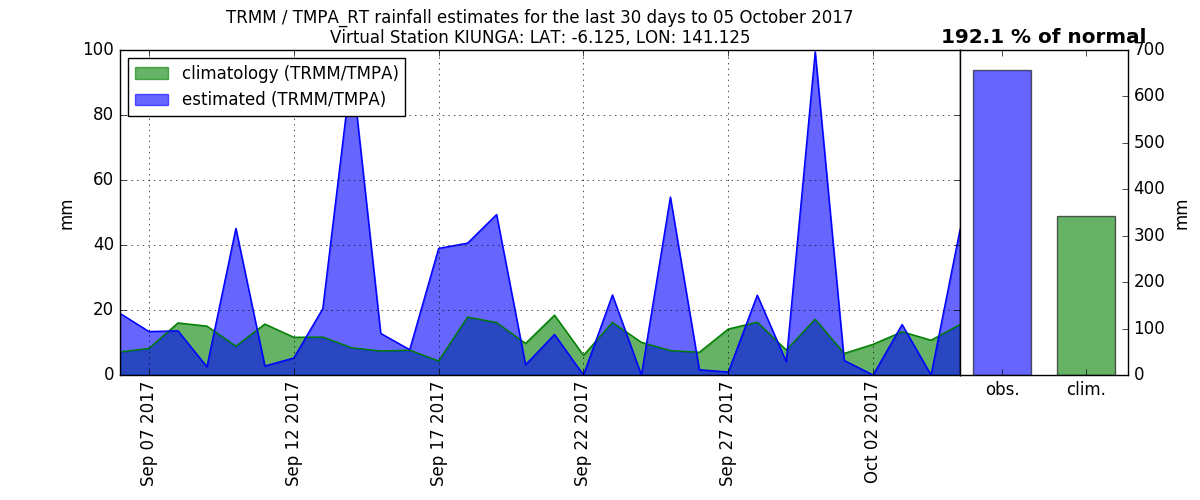 TRMM / TMPA_RT rainfall estimates for the last 30 days to 05 October 2017
Virtual Station KIUNGA: LAT: -6.125, LON: 141.125
192.1 % of normal
climatology (TRMM/TMPA)
estimated (TRMM/TMPA)
100
80
60
40
20
0
mm
Sep 07 2017
Sep 12 2017
Sep 17 2017
Sep 22 2017
Sep 27 2017
Oct 02 2017
obs.
clim.
700
600
500
400
300
200
100
0
mm